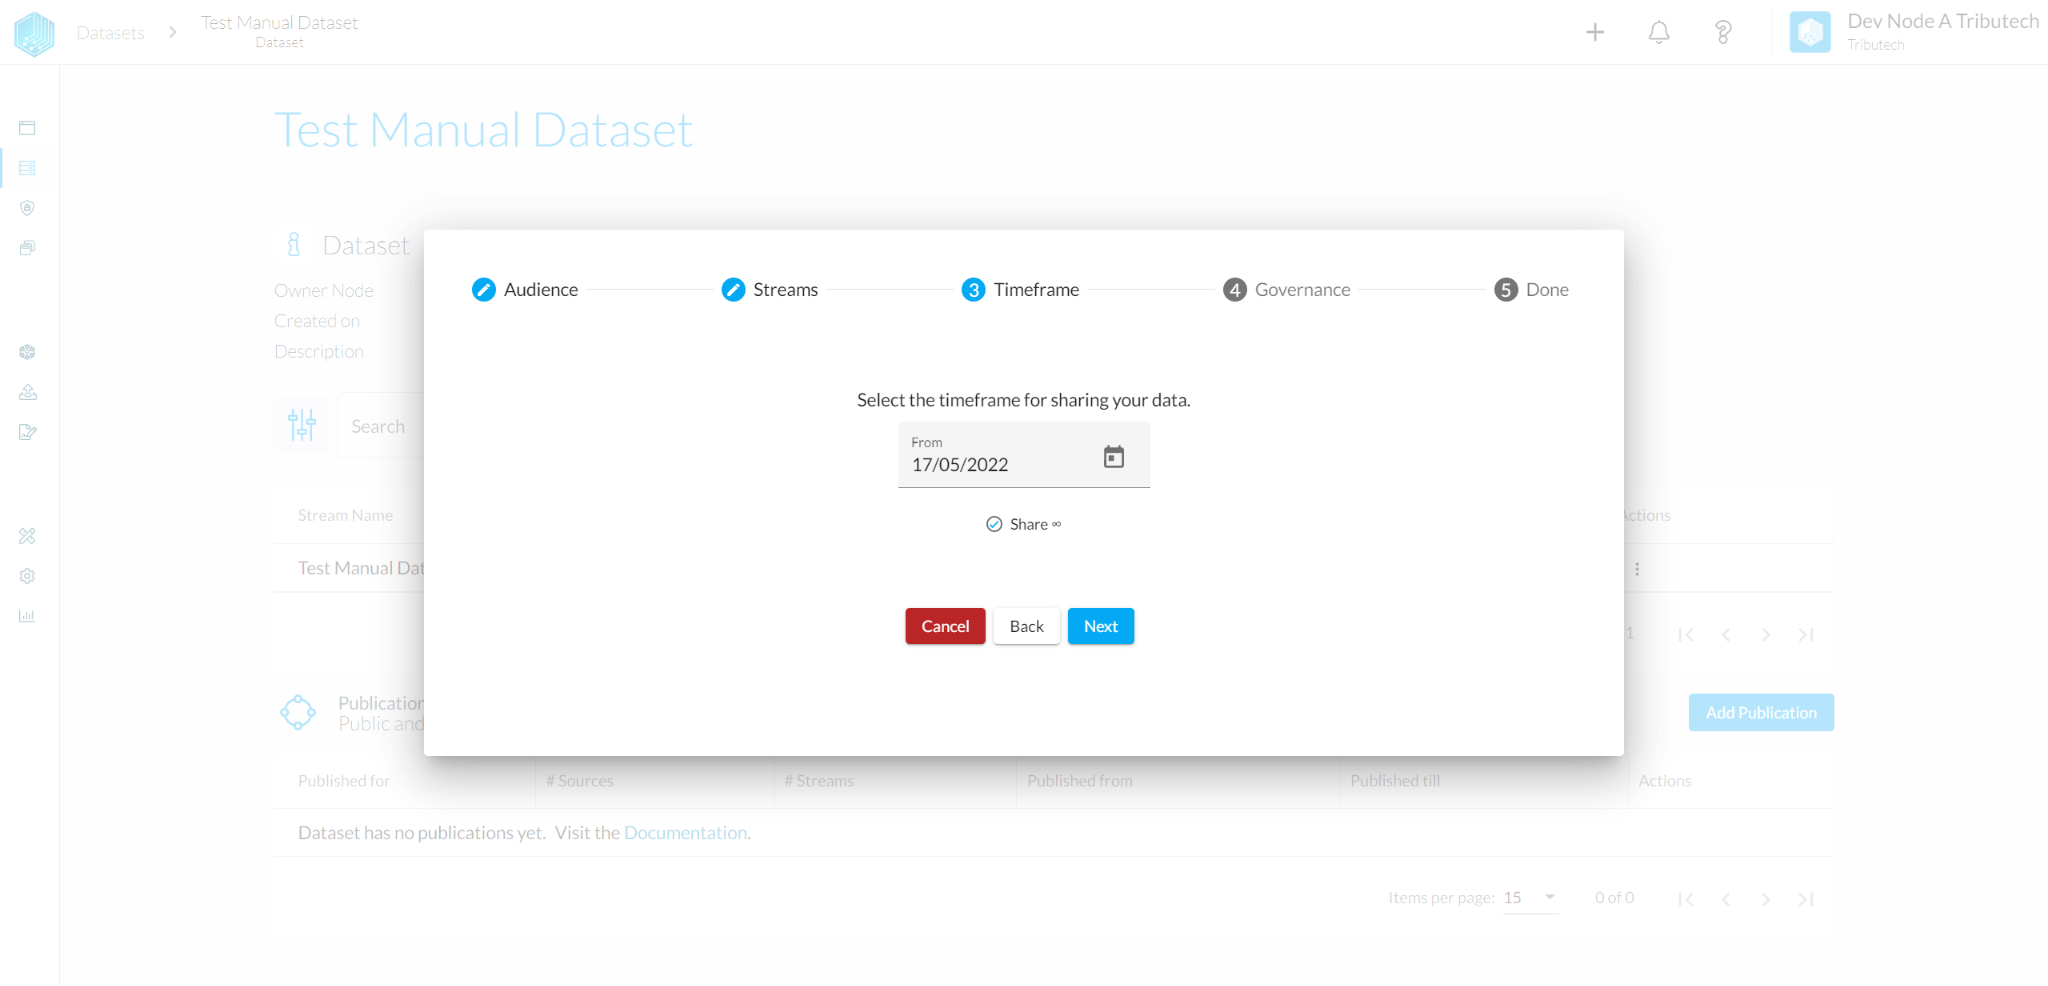 Datasets
Test Manual Dataset
Dataset
Dev Node A Tributech
Tributech
Test Manual Dataset
Dataset
Owner Node
Created on
Description
Search
Audience
Streams
3 Timeframe
4 Governance
5 Done
Select the timeframe for sharing your data.
From
17/05/2022
Share ∞
Cancel
Back
Next
Stream Name
Actions
Test Manual Dat
1
Publication
Public and
Add Publication
Published for
# Sources
# Streams
Published from
Published till
Actions
Dataset has no publications yet. Visit the Documentation.
Items per page: 15
0 of 0